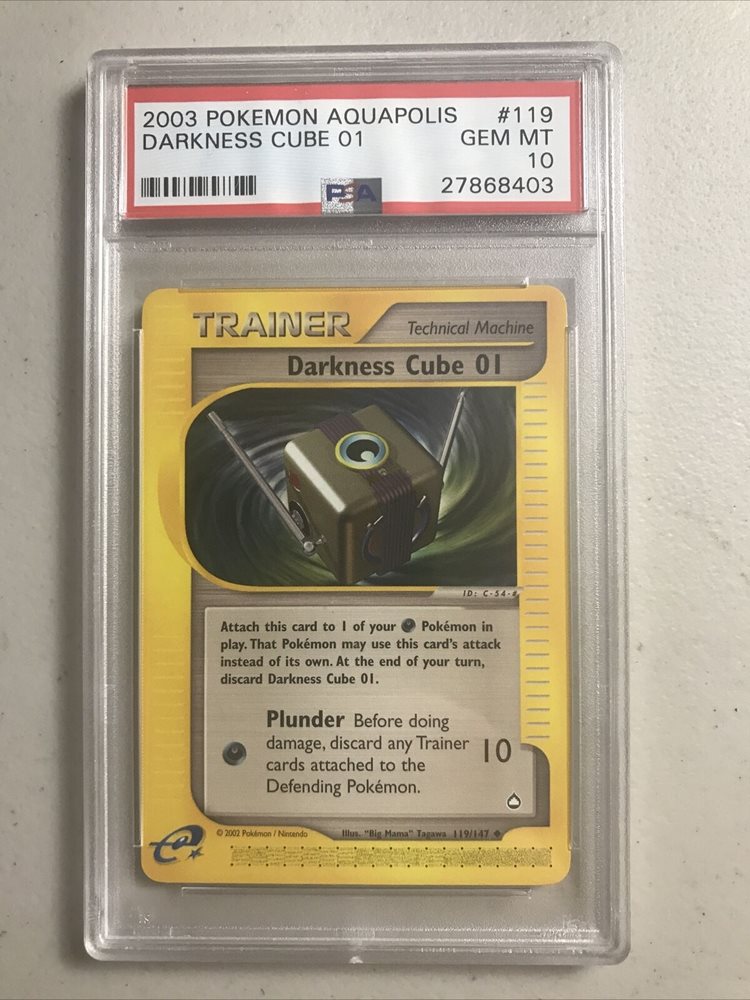 2003 POKEMON AQUAPOLIS #119
DARKNESS CUBE 01 GEM MT
10
PSA 27868403
TRAINER Technical Machine
Darkness Cube 01
ID: C-54-#
Attach this card to 1 of your Pokémon in
play. That Pokémon may use this card's attack
instead of its own. At the end of your turn,
discard Darkness Cube 01.
Plunder Before doing
damage, discard any Trainer 10
cards attached to the
Defending Pokémon.
© 2002 Pokémon / Nintendo Illus. "Big Mama" Tagawa 119/147
e